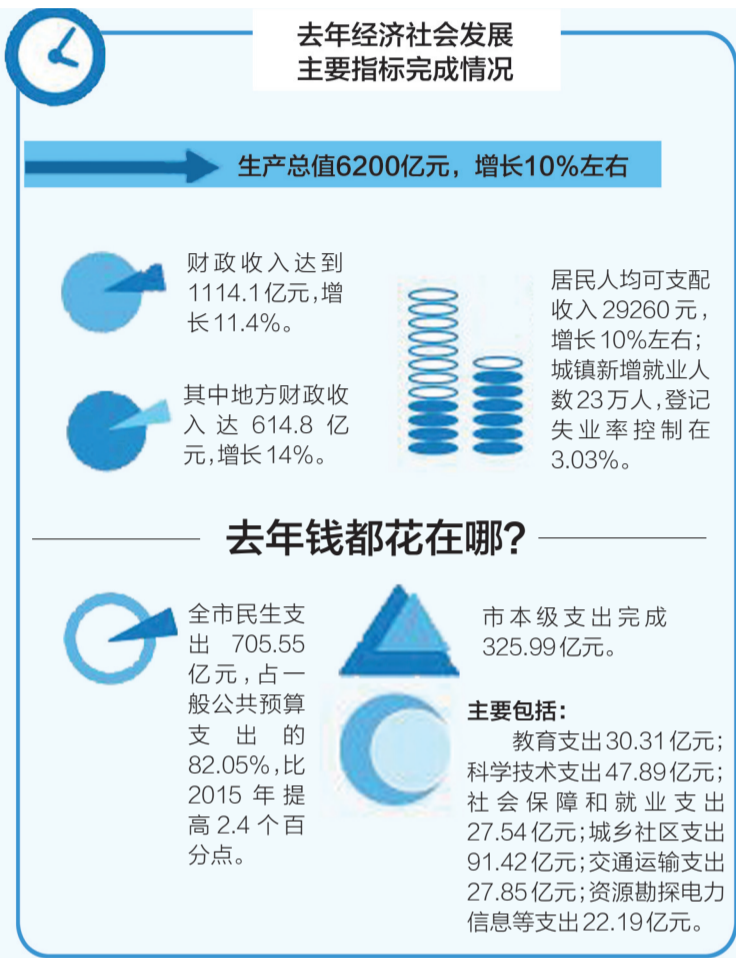 去年经济社会发展
主要指标完成情况
生产总值6200亿元，增长10%左右
财政收入达到
1114.1亿元,增
长11.4%。
其中地方财政收
入达614.8亿
元,增长14%。
居民人均可支配
收入29260元，
增长10%左右；
城镇新增就业人
数23万人,登记
失业率控制在
3.03%。
去年钱都花在哪？
全市民生支
出705.55
亿元,占一
般公共预算
支出的
82.05%,比
2015年提
高2.4个百
分点。
市本级支出完成
325.99亿元。
主要包括：
教育支出30.31亿元；
科学技术支出47.89亿元；
社会保障和就业支出
27.54亿元；城乡社区支出
91.42亿元；交通运输支出
27.85亿元；资源勘探电力
信息等支出22.19亿元。